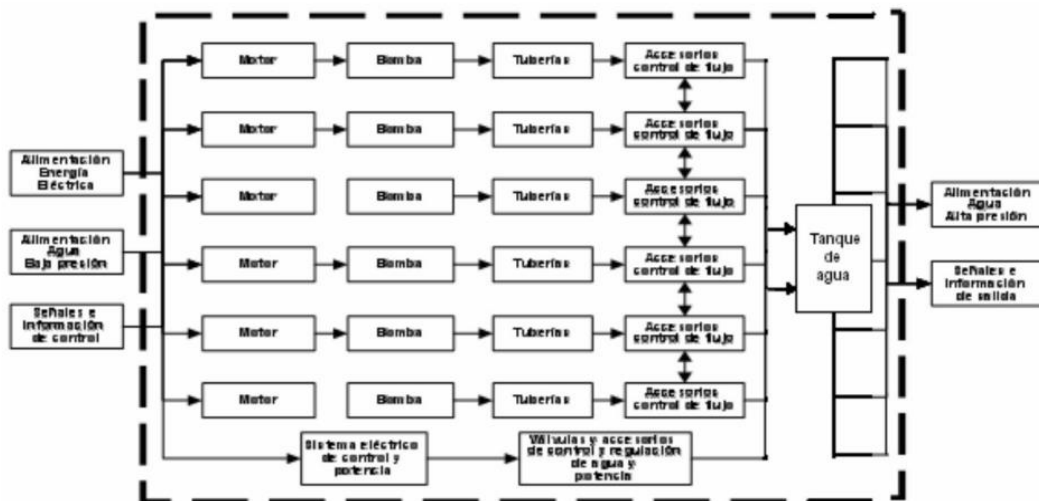 Motor
Bomba
Tuberías
Accesorios
control de flujo
Motor
Bomba
Tuberías
Accesorios
control de flujo
Alimentación
Energía
Eléctrica
Motor
Bomba
Tuberías
Accesorios
control de flujo
Alimentación
Agua
Alta presión
Alimentación
Agua
Baja presión
Tanque
de
agua
Motor
Bomba
Tuberías
Accesorios
control de flujo
Señales e
información
de salida
Señales e
información
de control
Motor
Bomba
Tuberías
Accesorios
control de flujo
Motor
Bomba
Tuberías
Accesorios
control de flujo
Sistema eléctrico
de control y
potencia
Válvulas y accesorios
de control y regulación
de agua y
potencia